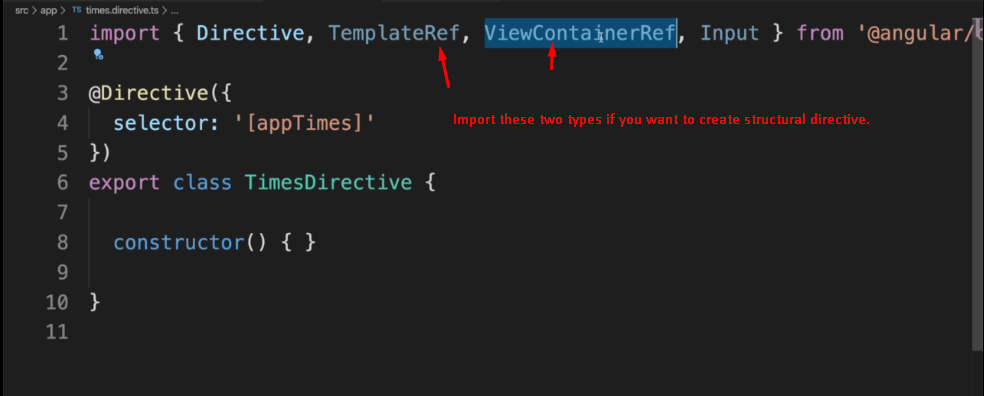 src > app > TS times.directive.ts > ...
1 import { Directive, TemplateRef, ViewContainerRef, Input } from '@angular/
2
3 @Directive({
4 selector: '[appTimes]'
Import these two types if you want to create structural directive.
5 })
6 export class TimesDirective {
7
8 constructor() { }
9
10 }
11